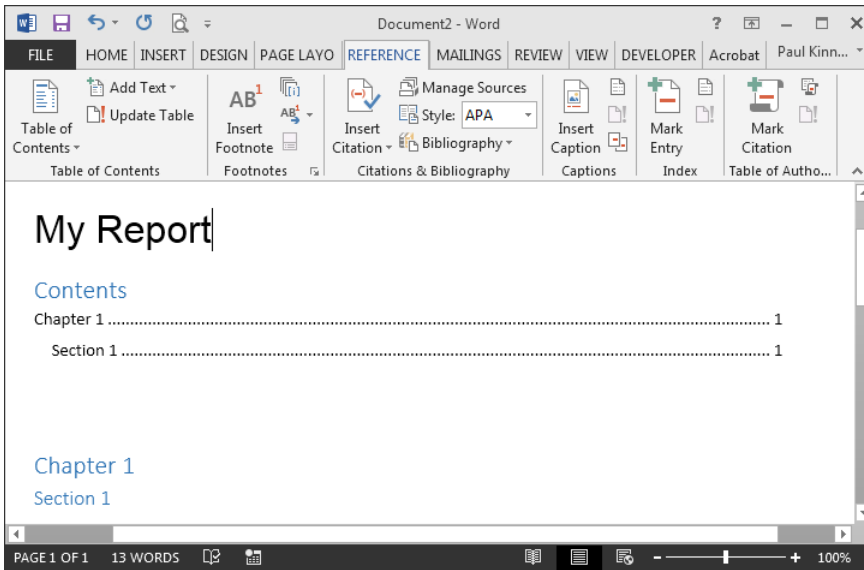 Document2 - Word ?
FILE HOME INSERT DESIGN PAGE LAYO REFERENCE MAILINGS REVIEW VIEW DEVELOPER Acrobat Paul Kinn...
Table of Contents
Add Text
Update Table
AB1
Insert Footnote
AB1
Insert Citation
Manage Sources
Style: APA
Bibliography
Insert Caption
Mark Entry
Mark Citation
Table of Contents Footnotes Citations & Bibliography Captions Index Table of Autho...
My Report
Contents
Chapter 1 ........ 1
Section 1 ........ 1
Chapter 1
Section 1
PAGE 1 OF 1 13 WORDS 100%